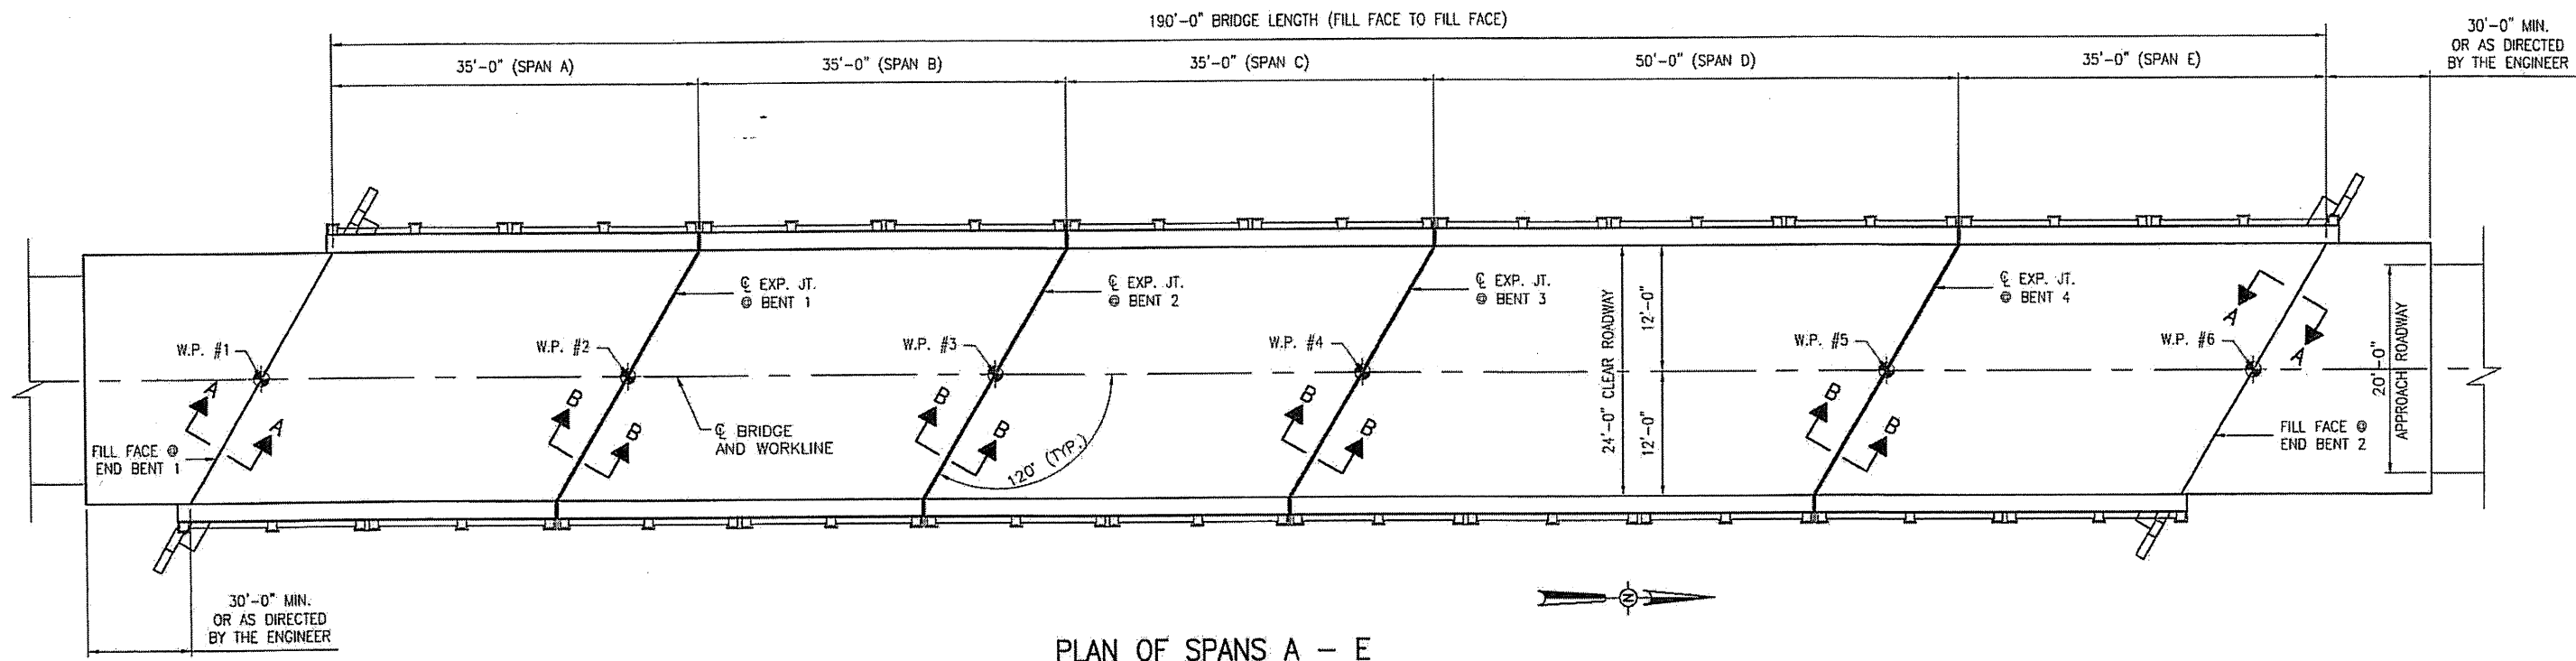 190'-0" BRIDGE LENGTH (FILL FACE TO FILL FACE)
30'-0" MIN.
OR AS DIRECTED
BY THE ENGINEER
35'-0" (SPAN A)
35'-0" (SPAN B)
35'-0" (SPAN C)
50'-0" (SPAN D)
35'-0" (SPAN E)
℄ EXP. JT.
@ BENT 1
℄ EXP. JT.
@ BENT 2
℄ EXP. JT.
@ BENT 3
℄ EXP. JT.
@ BENT 4
W.P. #1
W.P. #2
W.P. #3
W.P. #4
W.P. #5
W.P. #6
24'-0" CLEAR ROADWAY
12'-0"
12'-0"
20'-0"
APPROACH ROADWAY
A
A
A
A
B
B
B
B
B
B
B
B
℄ BRIDGE
AND WORKLINE
120° (TYP.)
FILL FACE @
END BENT 1
FILL FACE @
END BENT 2
30'-0" MIN.
OR AS DIRECTED
BY THE ENGINEER
N
PLAN OF SPANS A – E